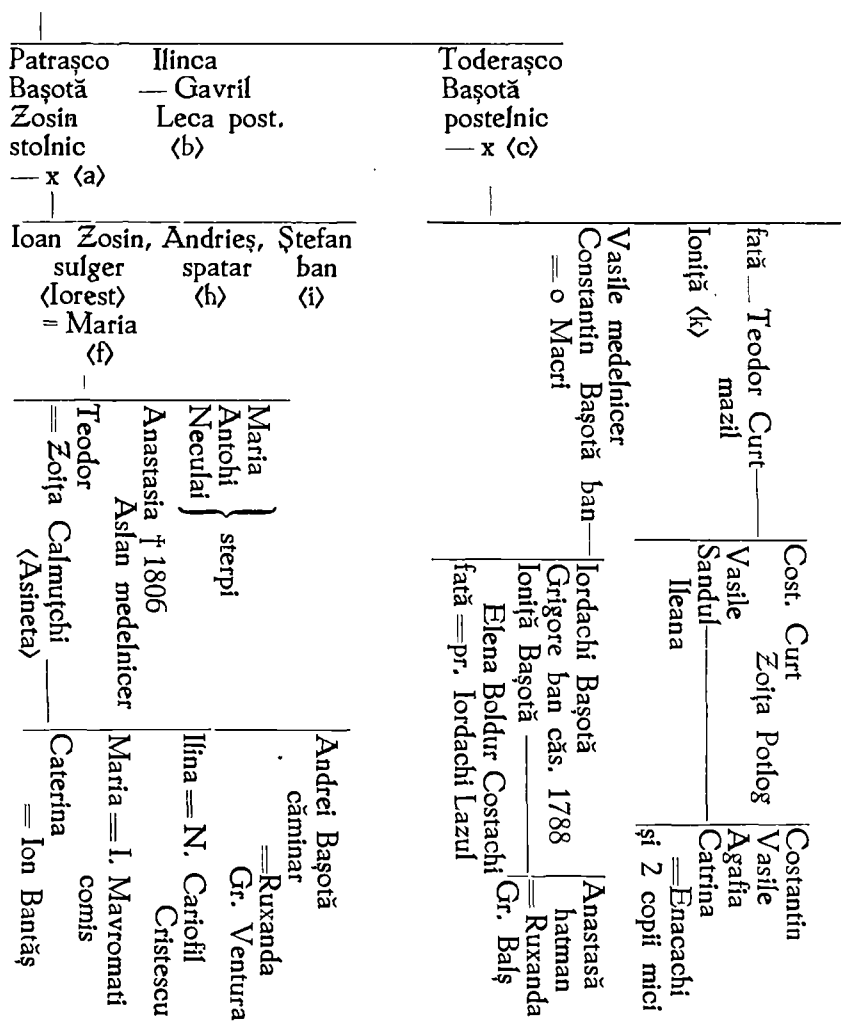 Patrașco
Bașotă
Zosin
stolnic
— x ⟨a⟩
Ilinca
— Gavril
Leca post.
⟨b⟩
Toderașco
Bașotă
postelnic
— x ⟨c⟩
Ioan Zosin, Andrieș, Ștefan
sulger spatar ban
⟨Iorest⟩ ⟨h⟩ ⟨i⟩
= Maria
⟨f⟩
fată — Teodor Curt
mazil
Ioniță ⟨k⟩
Vasile medelnicer
Constantin Bașotă ban
= o Macri
Maria
Antohi
Neculai
sterpi
Anastasia † 1806
Aslan medelnicer
Teodor
= Zoița Calmuțchi
⟨Asineta⟩
Cost. Curt
Zoița Potlog
Vasile
Sandul
Ileana
Iordachi Bașotă
Grigore ban căs. 1788
Ioniță Bașotă
Elena Boldur Costachi
fată = pr. Iordachi Lazul
Andrei Bașotă
căminar
= Ruxanda
Gr. Ventura
Ilina = N. Cariofil
Cristescu
Maria = I. Mavromati
comis
Caterina
= Ion Bantăș
Costantin
Vasile
Agafia
Catrina
= Enacachi
și 2 copii mici
Anastasă
hatman
= Ruxanda
Gr. Balș